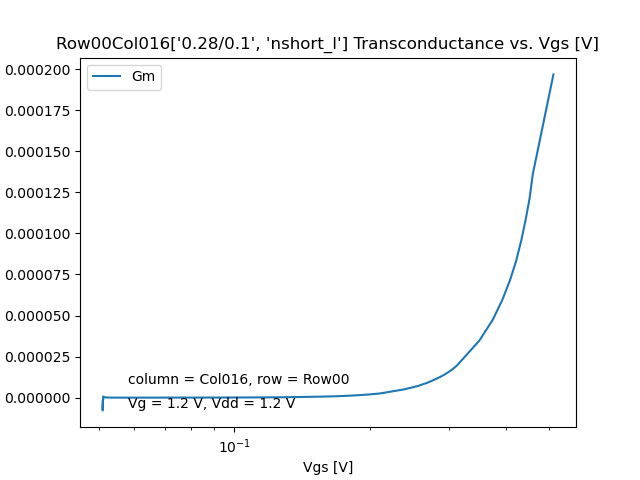 Row00Col016['0.28/0.1', 'nshort_l'] Transconductance vs. Vgs [V]
Gm
0.000200
0.000175
0.000150
0.000125
0.000100
0.000075
0.000050
0.000025
0.000000
column = Col016, row = Row00
Vg = 1.2 V, Vdd = 1.2 V
10⁻¹
Vgs [V]